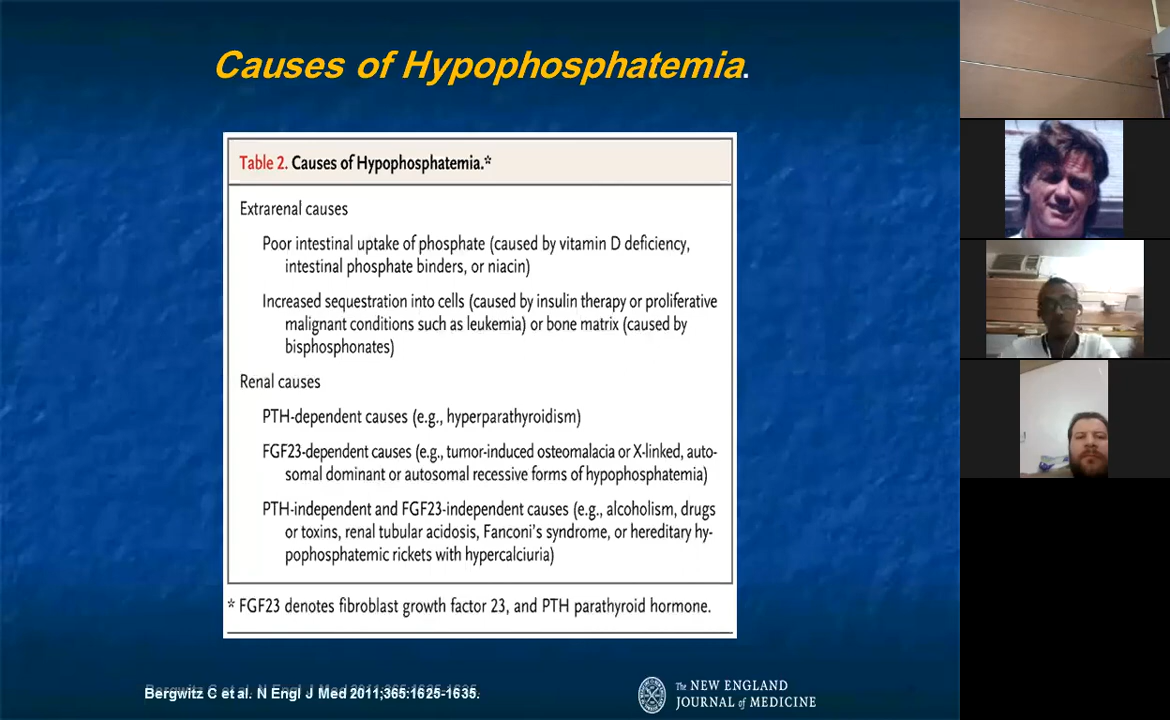 Causes of Hypophosphatemia.
Table 2. Causes of Hypophosphatemia.*
Extrarenal causes
Poor intestinal uptake of phosphate (caused by vitamin D deficiency,
intestinal phosphate binders, or niacin)
Increased sequestration into cells (caused by insulin therapy or proliferative
malignant conditions such as leukemia) or bone matrix (caused by
bisphosphonates)
Renal causes
PTH-dependent causes (e.g., hyperparathyroidism)
FGF23-dependent causes (e.g., tumor-induced osteomalacia or X-linked, auto-
somal dominant or autosomal recessive forms of hypophosphatemia)
PTH-independent and FGF23-independent causes (e.g., alcoholism, drugs
or toxins, renal tubular acidosis, Fanconi's syndrome, or hereditary hy-
pophosphatemic rickets with hypercalciuria)
* FGF23 denotes fibroblast growth factor 23, and PTH parathyroid hormone.
Bergwitz C et al. N Engl J Med 2011;365:1625-1635.
The NEW ENGLAND
JOURNAL of MEDICINE